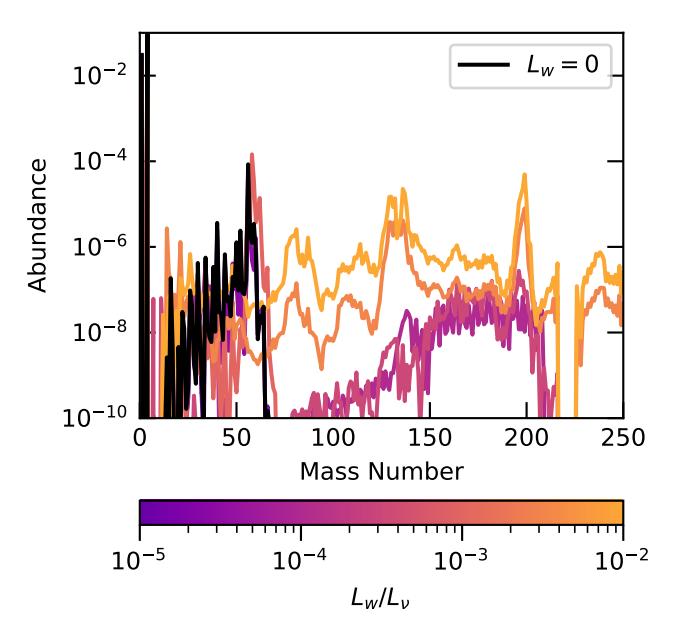 L_w = 0
10^{-2}
10^{-4}
10^{-6}
10^{-8}
10^{-10}
Abundance
0 50 100 150 200 250
Mass Number
10^{-5} 10^{-4} 10^{-3} 10^{-2}
L_w/L_ν